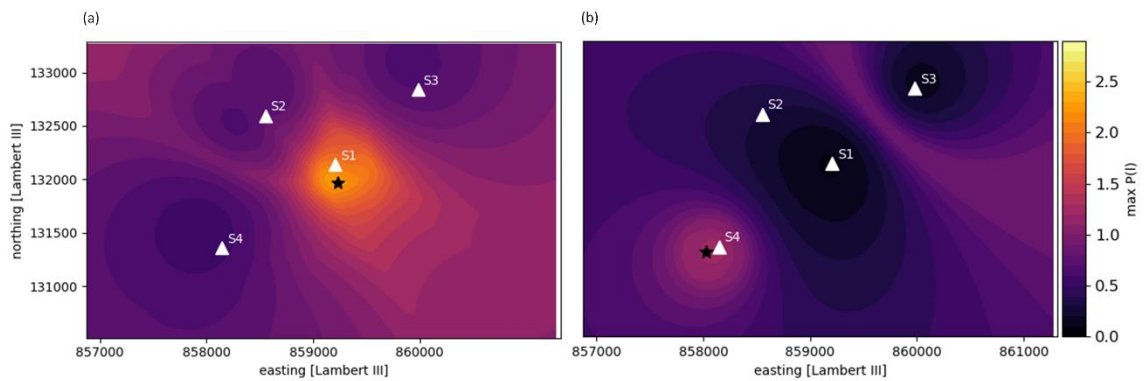 (a)
(b)
133000
132500
132000
131500
131000
northing [Lambert III]
S3
S2
S1
S4
857000 858000 859000 860000
easting [Lambert III]
S3
S2
S1
S4
857000 858000 859000 860000 861000
easting [Lambert III]
2.5
2.0
1.5
1.0
0.5
0.0
max P(l)